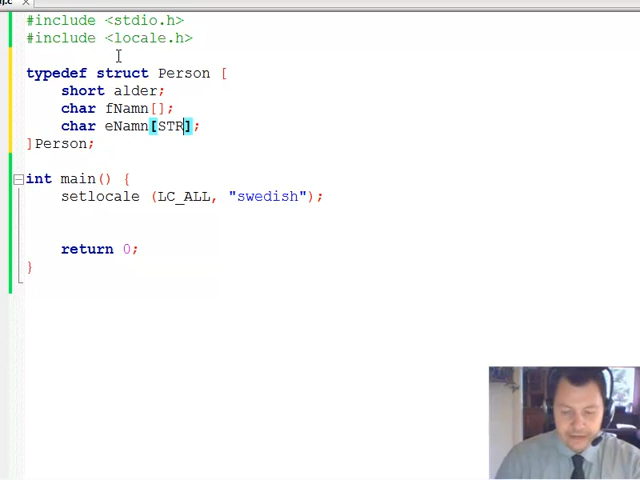 #include <stdio.h>
#include <locale.h>
typedef struct Person [
short alder;
char fNamn[];
char eNamn[STR];
]Person;
int main() {
setlocale (LC_ALL, "swedish");
return 0;
}